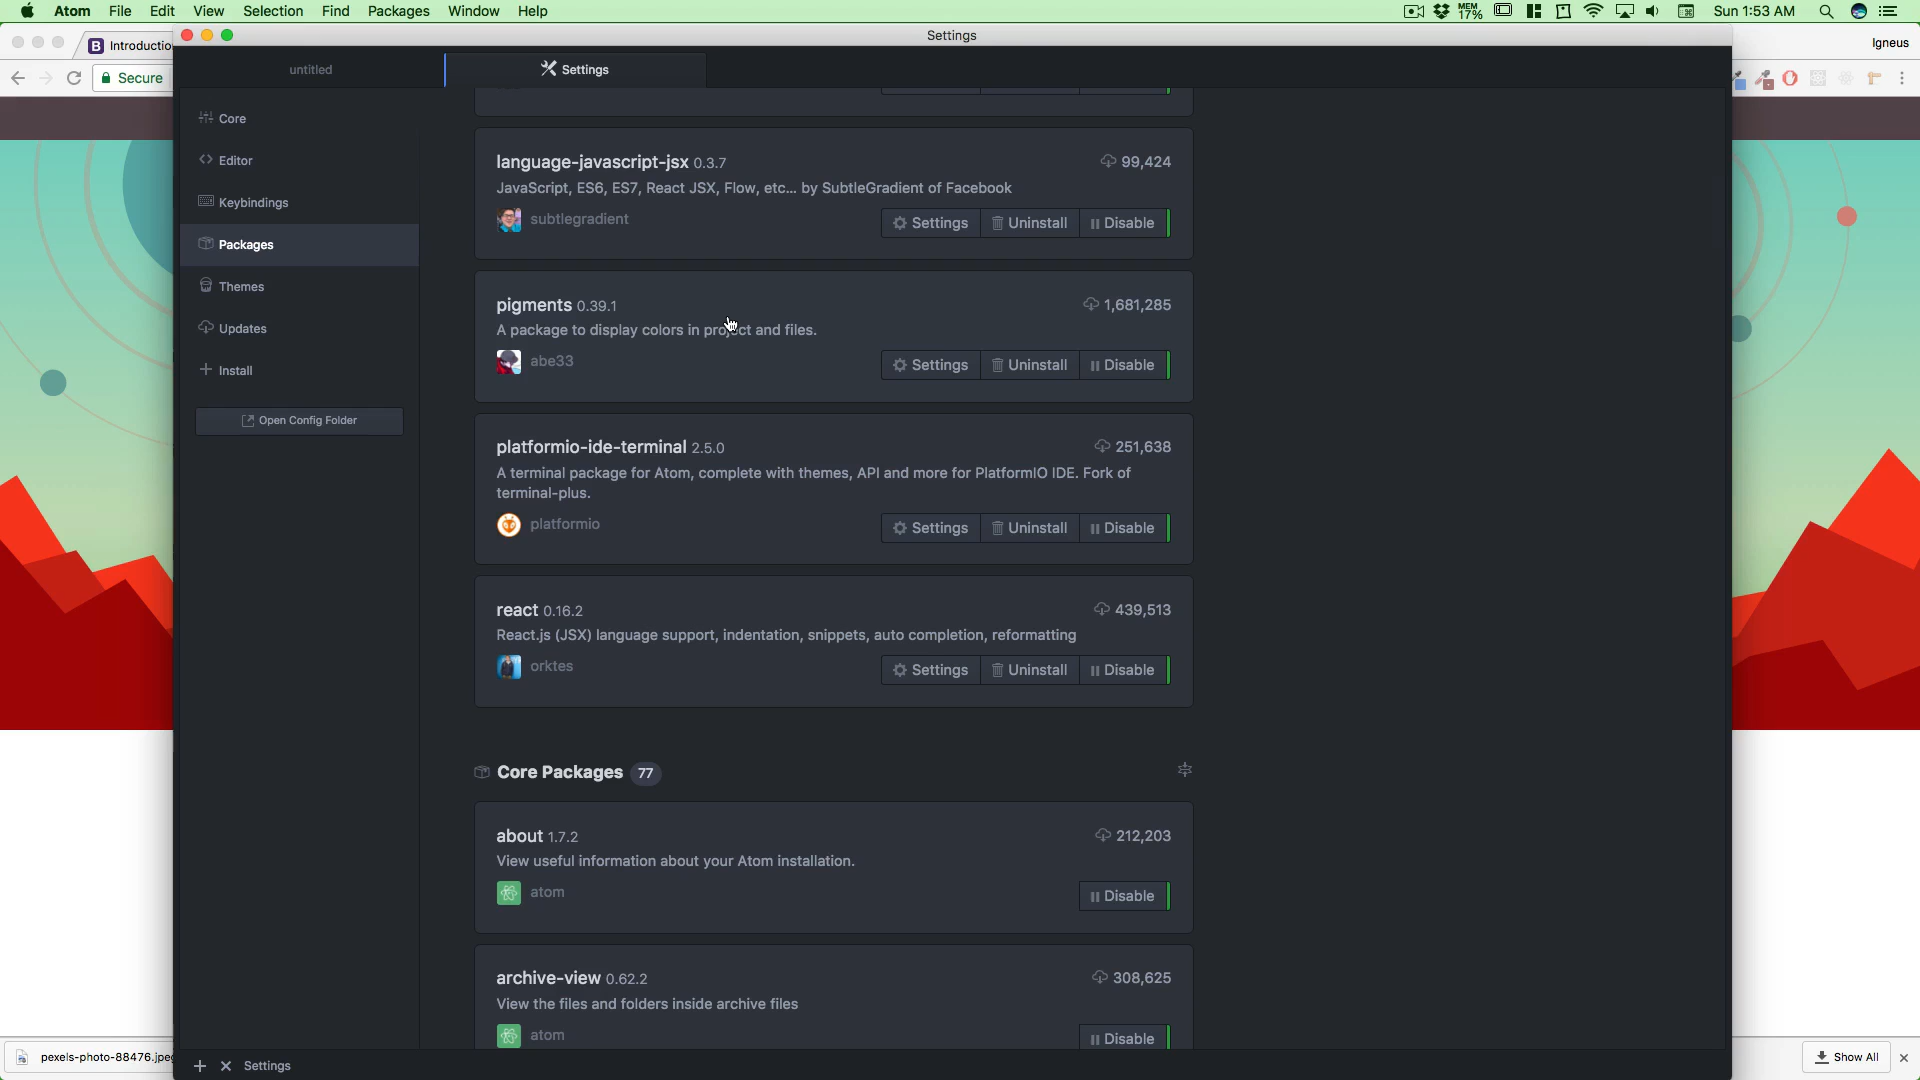 Atom File Edit View Selection Find Packages Window Help
MEM 17% Sun 1:53 AM
Settings
Introductio
Igneus
Secure
untitled
Settings
Core
Editor
Keybindings
Packages
Themes
Updates
Install
Open Config Folder
language-javascript-jsx 0.3.7 99,424
JavaScript, ES6, ES7, React JSX, Flow, etc... by SubtleGradient of Facebook
subtlegradient Settings Uninstall Disable
pigments 0.39.1 1,681,285
A package to display colors in project and files.
abe33 Settings Uninstall Disable
platformio-ide-terminal 2.5.0 251,638
A terminal package for Atom, complete with themes, API and more for PlatformIO IDE. Fork of
terminal-plus.
platformio Settings Uninstall Disable
react 0.16.2 439,513
React.js (JSX) language support, indentation, snippets, auto completion, reformatting
orktes Settings Uninstall Disable
Core Packages 77
about 1.7.2 212,203
View useful information about your Atom installation.
atom Disable
archive-view 0.62.2 308,625
View the files and folders inside archive files
atom Disable
pexels-photo-88476.jpeg
Show All
Settings